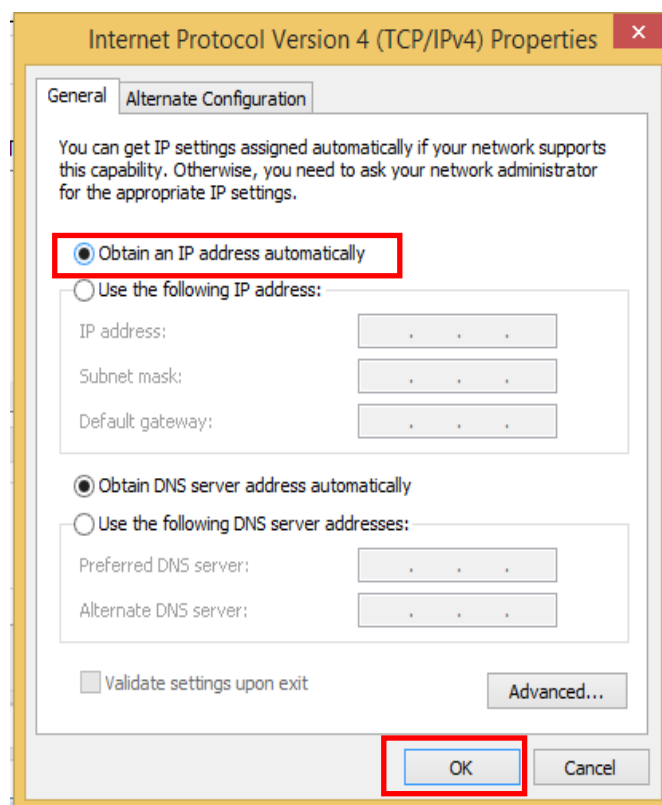 Internet Protocol Version 4 (TCP/IPv4) Properties
General
Alternate Configuration
You can get IP settings assigned automatically if your network supports
this capability. Otherwise, you need to ask your network administrator
for the appropriate IP settings.
Obtain an IP address automatically
Use the following IP address:
IP address:
Subnet mask:
Default gateway:
Obtain DNS server address automatically
Use the following DNS server addresses:
Preferred DNS server:
Alternate DNS server:
Validate settings upon exit
Advanced...
OK
Cancel